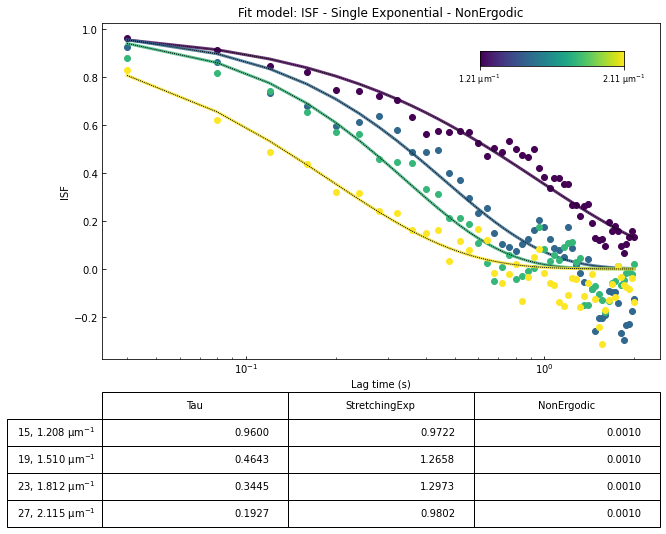 Fit model: ISF - Single Exponential - NonErgodic
1.0
0.8
0.6
0.4
0.2
0.0
−0.2
ISF
1.21 μm⁻¹ 2.11 μm⁻¹
10⁻¹ 10⁰
Lag time (s)
Tau StretchingExp NonErgodic
15, 1.208 μm⁻¹ 0.9600 0.9722 0.0010
19, 1.510 μm⁻¹ 0.4643 1.2658 0.0010
23, 1.812 μm⁻¹ 0.3445 1.2973 0.0010
27, 2.115 μm⁻¹ 0.1927 0.9802 0.0010